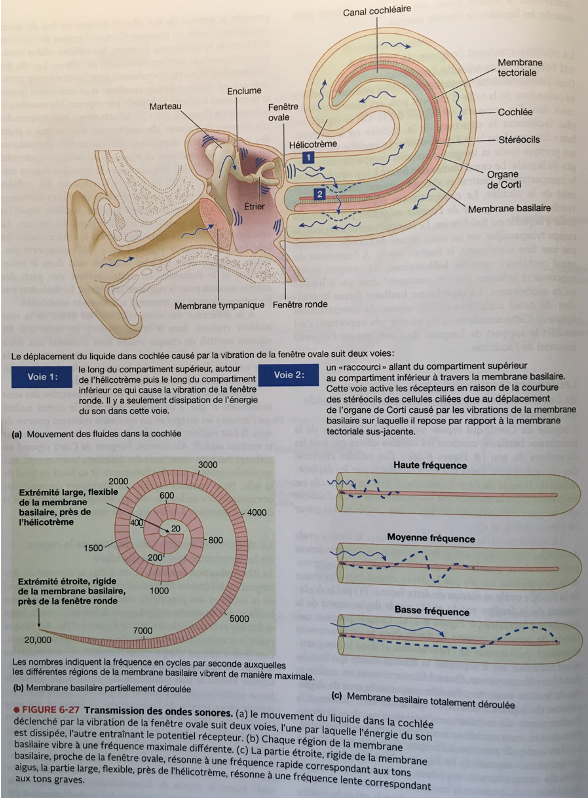 Canal cochléaire
Membrane
tectoriale
Enclume
Marteau
Fenêtre
ovale
Cochlée
Hélicotrème
1
Stéréocils
Organe
de Corti
2
Étrier
Membrane basilaire
Membrane tympanique
Fenêtre ronde
Le déplacement du liquide dans cochlée causé par la vibration de la fenêtre ovale suit deux voies:
Voie 1:
le long du compartiment supérieur, autour
de l'hélicotrème puis le long du compartiment
inférieur ce qui cause la vibration de la fenêtre
ronde. Il y a seulement dissipation de l'énergie
du son dans cette voie.
Voie 2:
un «raccourci» allant du compartiment supérieur
au compartiment inférieur à travers la membrane basilaire.
Cette voie active les récepteurs en raison de la courbure
des stéréocils des cellules ciliées due au déplacement
de l'organe de Corti causé par les vibrations de la membrane
basilaire sur laquelle il repose par rapport à la membrane
tectoriale sus-jacente.
(a) Mouvement des fluides dans la cochlée
3000
2000
Extrémité large, flexible
de la membrane
basilaire, près de
l'hélicotrème
600
400
20
4000
800
1500
200
1000
Extrémité étroite, rigide
de la membrane basilaire,
près de la fenêtre ronde
5000
7000
20,000
Les nombres indiquent la fréquence en cycles par seconde auxquelles
les différentes régions de la membrane basilaire vibrent de manière maximale.
(b) Membrane basilaire partiellement déroulée
Haute fréquence
Moyenne fréquence
Basse fréquence
(c) Membrane basilaire totalement déroulée
● FIGURE 6-27 Transmission des ondes sonores. (a) le mouvement du liquide dans la cochlée
déclenché par la vibration de la fenêtre ovale suit deux voies, l'une par laquelle l'énergie du son
est dissipée, l'autre entraînant le potentiel récepteur. (b) Chaque région de la membrane
basilaire vibre à une fréquence maximale différente. (c) La partie étroite, rigide de la membrane
basilaire, proche de la fenêtre ovale, résonne à une fréquence rapide correspondant aux tons
aigus, la partie large, flexible, près de l'hélicotrème, résonne à une fréquence lente correspondant
aux tons graves.